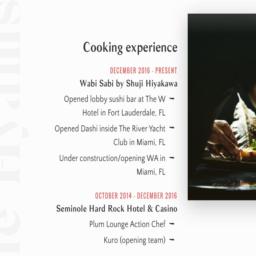 Cooking experience
DECEMBER 2016 - PRESENT
Wabi Sabi by Shuji Hiyakawa
Opened lobby sushi bar at The W
Hotel in Fort Lauderdale, FL
Opened Dashi inside The River Yacht
Club in Miami, FL
Under construction/opening WA in
Miami, FL
OCTOBER 2014 - DECEMBER 2016
Seminole Hard Rock Hotel & Casino
Plum Lounge Action Chef
Kuro (opening team)